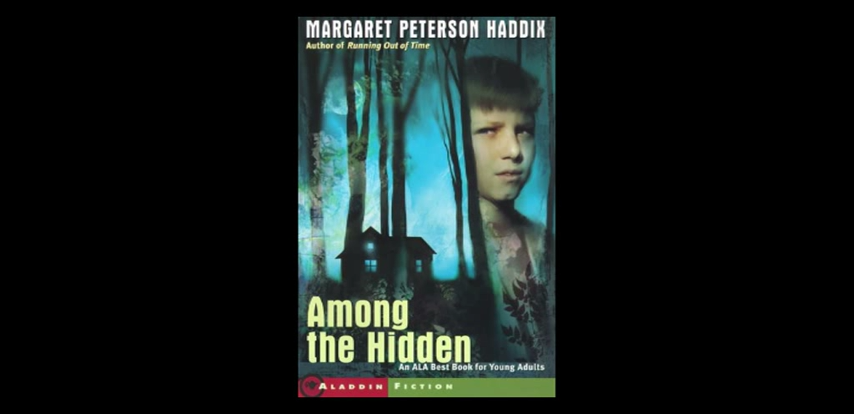 MARGARET PETERSON HADDIX
Author of Running Out of Time
Among
the Hidden
An ALA Best Book for Young Adults
ALADDIN FICTION